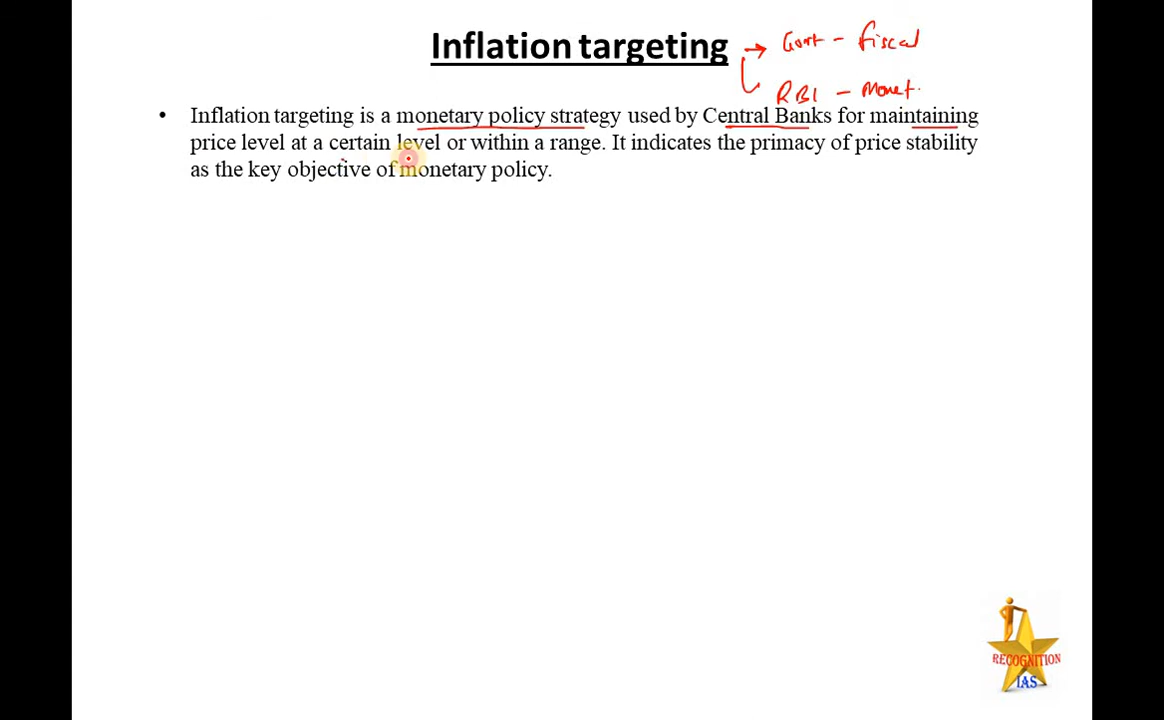 Inflation targeting → Govt - fiscal
RBI - Monet.
• Inflation targeting is a monetary policy strategy used by Central Banks for maintaining
price level at a certain level or within a range. It indicates the primacy of price stability
as the key objective of monetary policy.
RECOGNITION
IAS